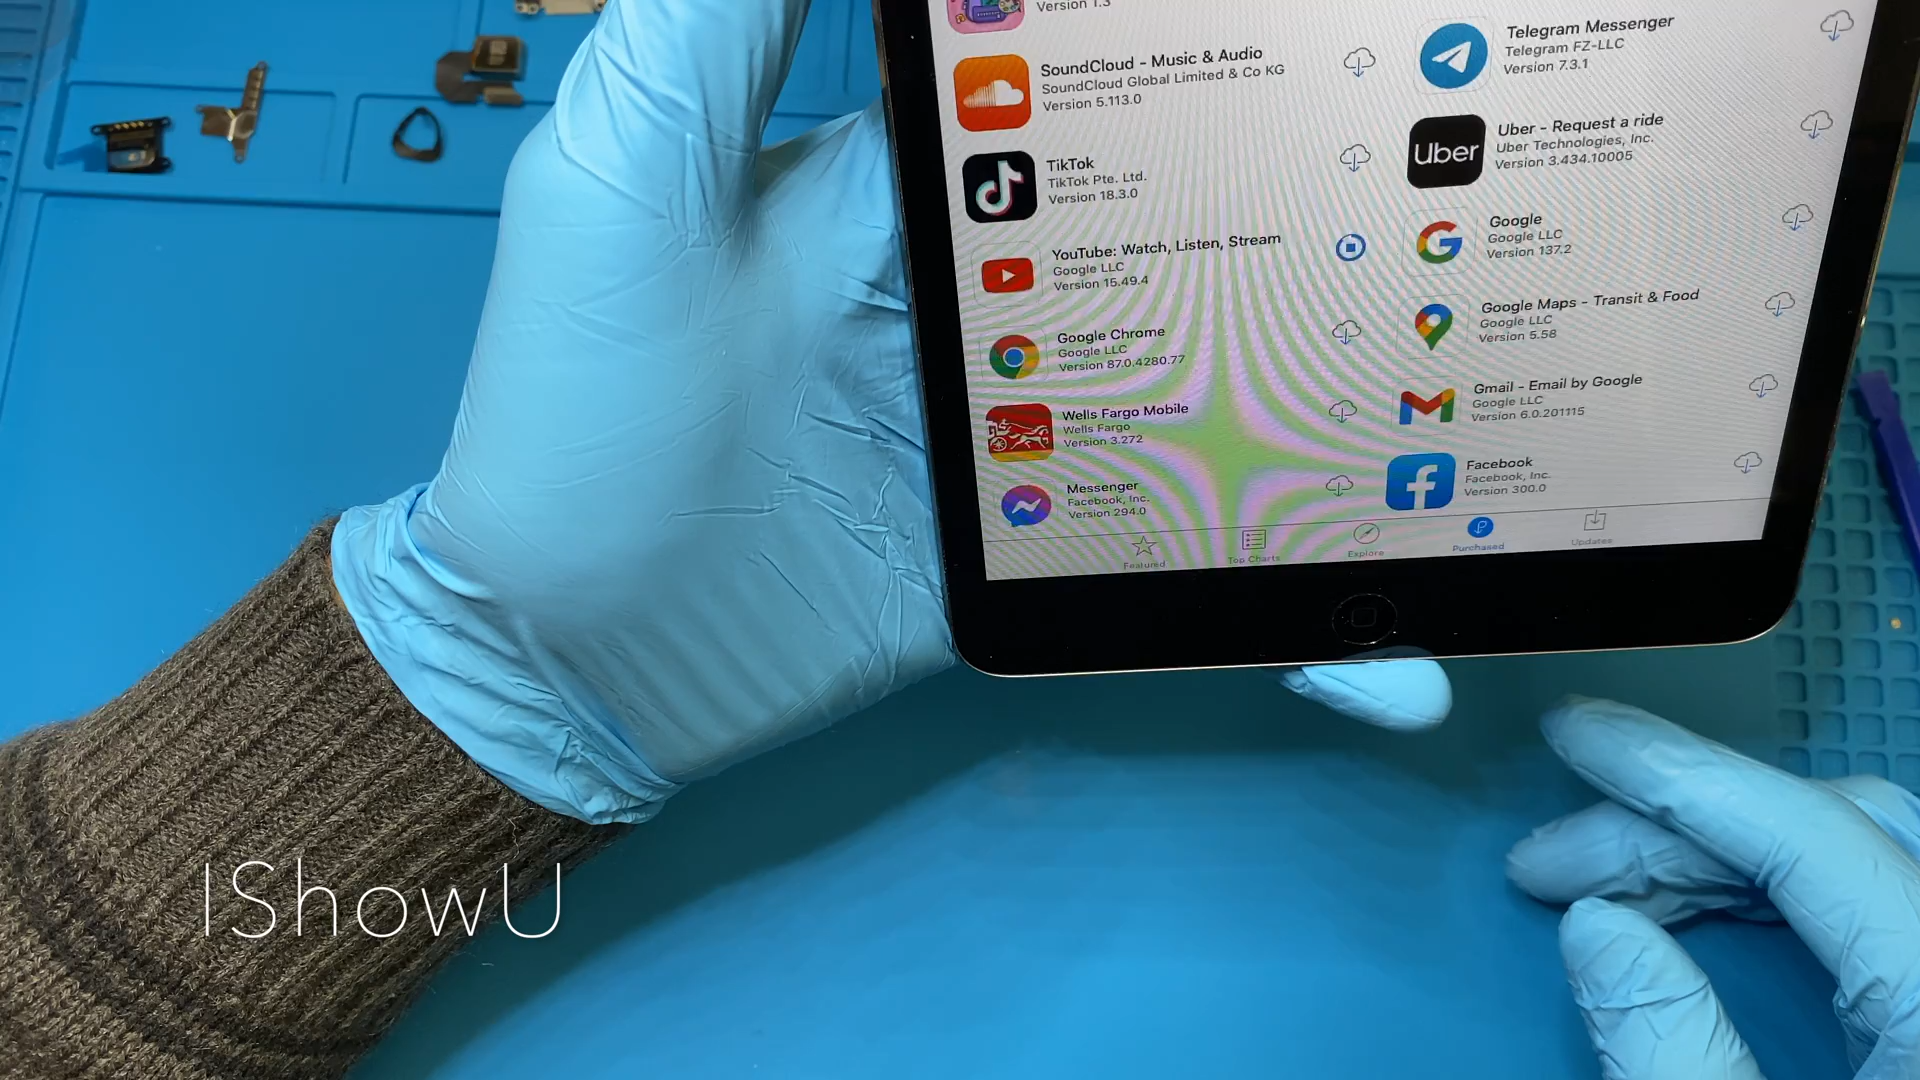 Version 1.3
SoundCloud - Music & Audio
SoundCloud Global Limited & Co KG
Version 5.113.0
TikTok
TikTok Pte. Ltd.
Version 18.3.0
YouTube: Watch, Listen, Stream
Google LLC
Version 15.49.4
Google Chrome
Google LLC
Version 87.0.4280.77
Wells Fargo Mobile
Wells Fargo
Version 3.272
Messenger
Facebook, Inc.
Version 294.0
Telegram Messenger
Telegram FZ-LLC
Version 7.3.1
Uber
Uber - Request a ride
Uber Technologies, Inc.
Version 3.434.10005
Google
Google LLC
Version 137.2
Google Maps - Transit & Food
Google LLC
Version 5.58
Gmail - Email by Google
Google LLC
Version 6.0.201115
Facebook
Facebook, Inc.
Version 300.0
Featured
Top Charts
Explore
Purchased
Updates
IShowU